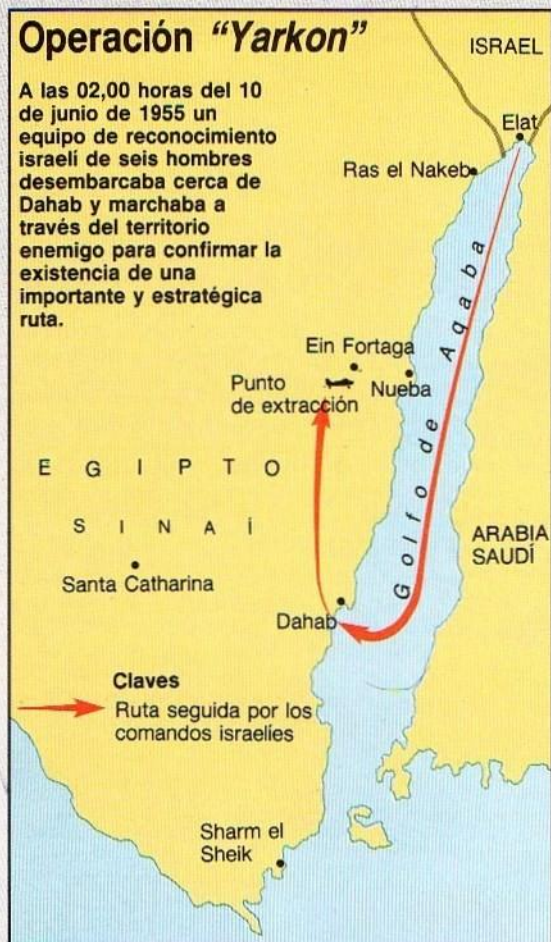 Operación "Yarkon"
A las 02,00 horas del 10
de junio de 1955 un
equipo de reconocimiento
israelí de seis hombres
desembarcaba cerca de
Dahab y marchaba a
través del territorio
enemigo para confirmar la
existencia de una
importante y estratégica
ruta.
ISRAEL
Elat
Ras el Nakeb
Golfo de Aqaba
Ein Fortaga
Punto
de extracción
Nueba
EGIPTO
SINAÍ
ARABIA
SAUDÍ
Santa Catharina
Dahab
Claves
Ruta seguida por los
comandos israelíes
Sharm el
Sheik